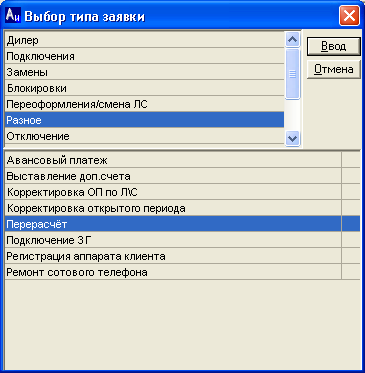 Аи Выбор типа заявки
Дилер
Подключения
Замены
Блокировки
Переоформления/смена ЛС
Разное
Отключение
Ввод
Отмена
Авансовый платеж
Выставление доп.счета
Корректировка ОП по Л\С
Корректировка открытого периода
Перерасчёт
Подключение 3Г
Регистрация аппарата клиента
Ремонт сотового телефона